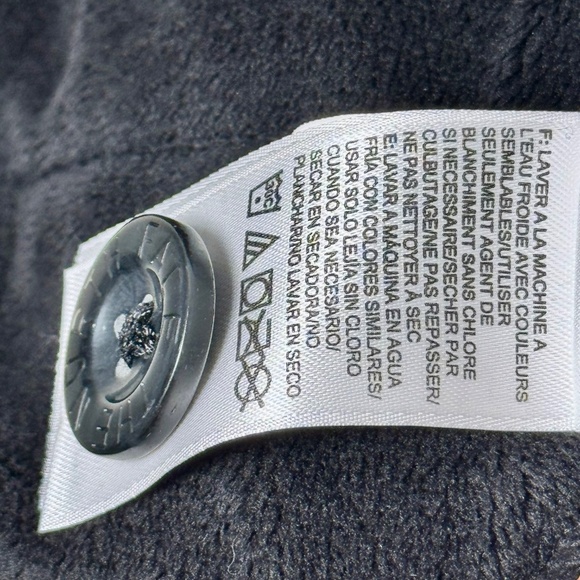 F: LAVER A LA MACHINE A
L'EAU FROIDE AVEC COULEURS
SEMBLABLES/UTILISER
SEULEMENT AGENT DE
BLANCHIMENT SANS CHLORE
SI NECESSAIRE/SECHER PAR
CULBUTAGE/NE PAS REPASSER/
NE PAS NETTOYER À SEC
E: LAVAR A MÁQUINA EN AGUA
FRIA CON COLORES SIMILARES/
USAR SOLO LEJIA SIN CLORO
CUANDO SEA NECESARIO/
SECAR EN SECADORA/NO
PLANCHAR/NO LAVAR EN SECO